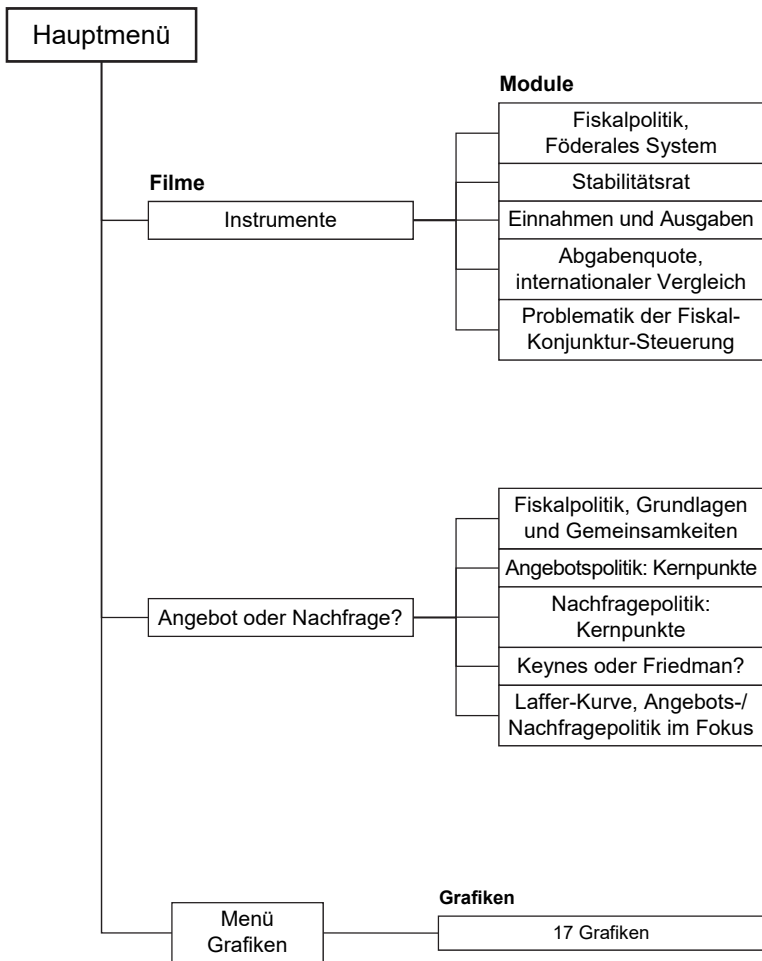 Hauptmenü
Module
Fiskalpolitik,
Föderales System
Filme
Stabilitätsrat
Instrumente
Einnahmen und Ausgaben
Abgabenquote,
internationaler Vergleich
Problematik der Fiskal-
Konjunktur-Steuerung
Fiskalpolitik, Grundlagen
und Gemeinsamkeiten
Angebotspolitik: Kernpunkte
Angebot oder Nachfrage?
Nachfragepolitik:
Kernpunkte
Keynes oder Friedman?
Laffer-Kurve, Angebots-/
Nachfragepolitik im Fokus
Grafiken
Menü
Grafiken
17 Grafiken